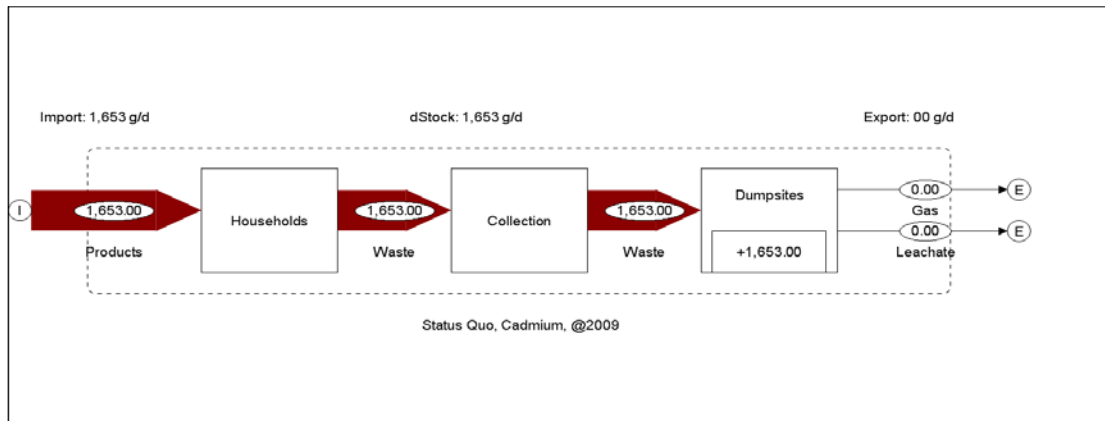 Import: 1,653 g/d
dStock: 1,653 g/d
Export: 00 g/d
I
1,653.00
Products
Households
1,653.00
Waste
Collection
1,653.00
Waste
Dumpsites
+1,653.00
0.00
Gas
E
0.00
Leachate
E
Status Quo, Cadmium, @2009